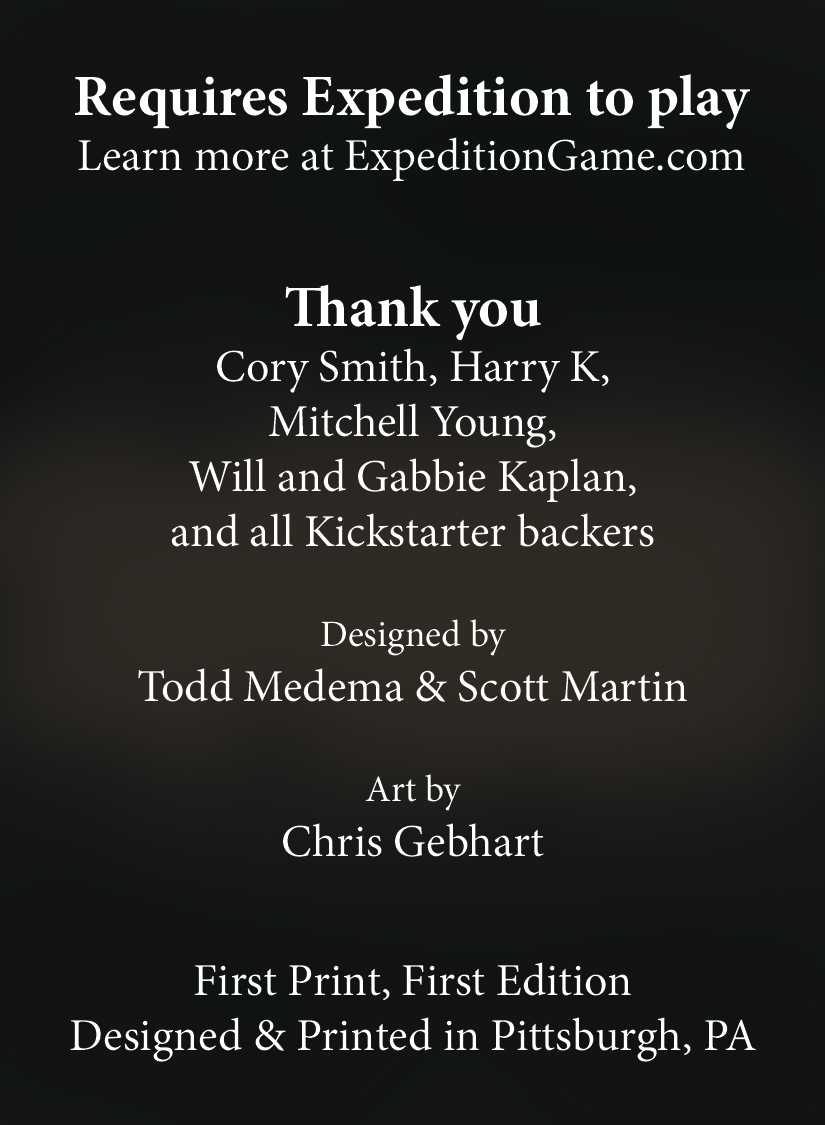 Requires Expedition to play
Learn more at ExpeditionGame.com
Thank you
Cory Smith, Harry K,
Mitchell Young,
Will and Gabbie Kaplan,
and all Kickstarter backers
Designed by
Todd Medema & Scott Martin
Art by
Chris Gebhart
First Print, First Edition
Designed & Printed in Pittsburgh, PA